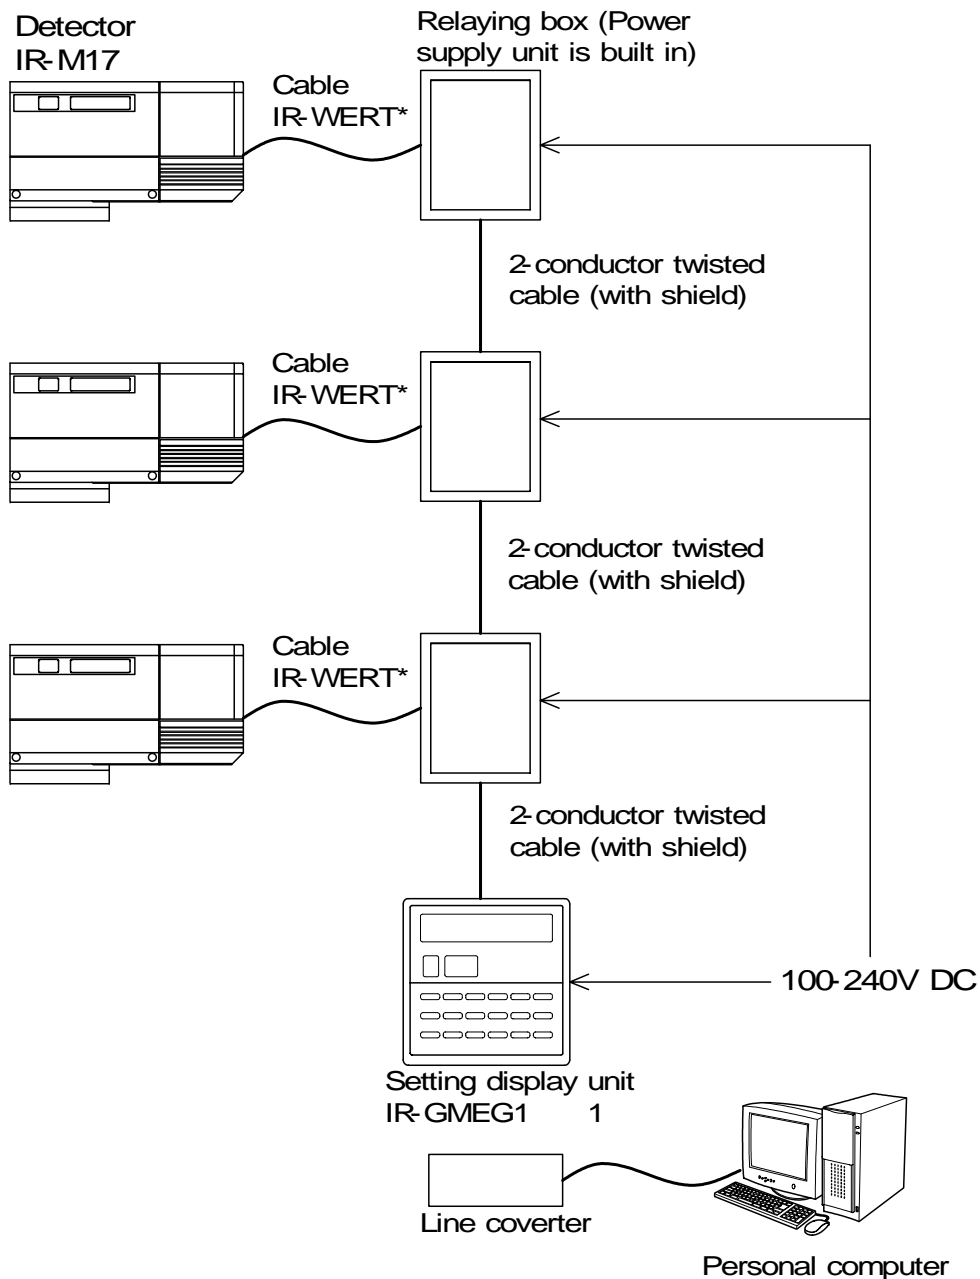 Detector
IR-M17
Relaying box (Power
supply unit is built in)
Cable
IR-WERT*
2-conductor twisted
cable (with shield)
Cable
IR-WERT*
2-conductor twisted
cable (with shield)
Cable
IR-WERT*
2-conductor twisted
cable (with shield)
100-240V DC
Setting display unit
IR-GMEG1 1
Line coverter
Personal computer